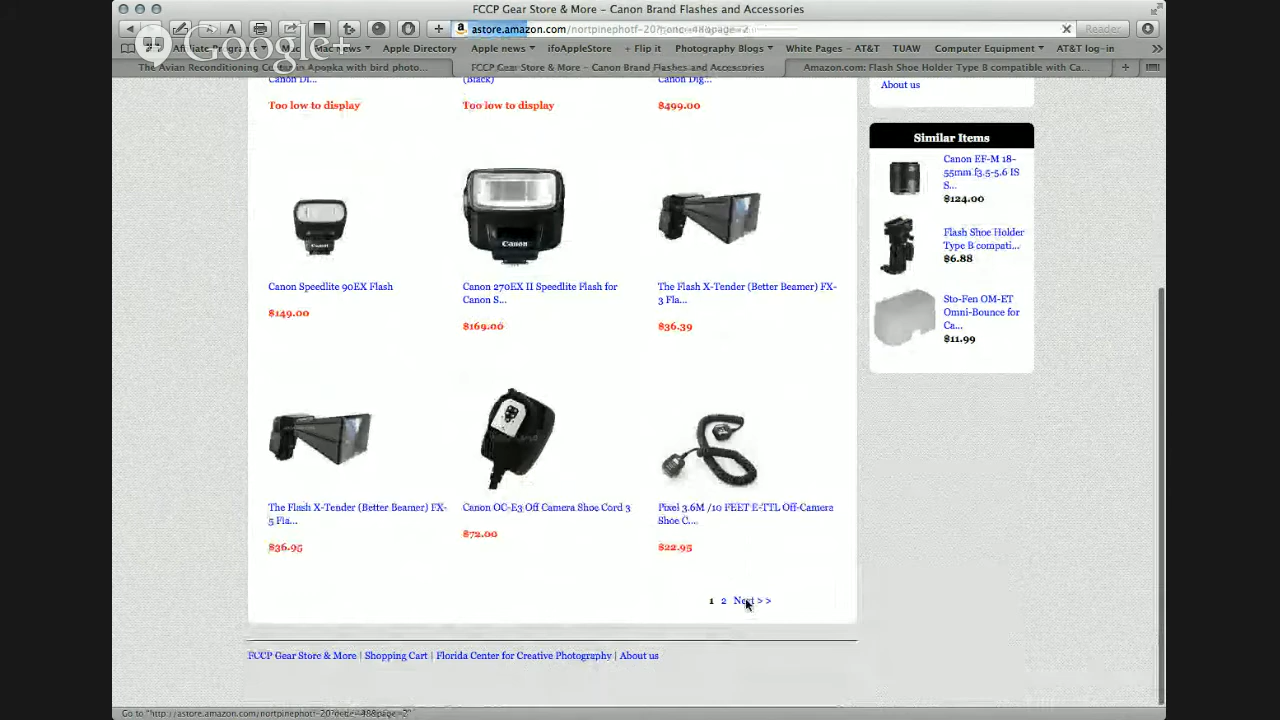 FCCP Gear Store & More – Canon Brand Flashes and Accessories
astore.amazon.com/nortpinephotf-20?
Reader
Google+
Affiliate Programs
Mac
Mac news
Apple Directory
Apple news
ifoAppleStore
+ Flip it
Photography Blogs
White Pages - AT&T
TUAW
Computer Equipment
AT&T log-in
The Avian Reconditioning Center in Apopka with bird photo...
FCCP Gear Store & More – Canon Brand Flashes and Accessories
Amazon.com: Flash Shoe Holder Type B compatible with Ca...
Canon Di...
(Black)
Canon Dig...
Too low to display
Too low to display
$499.00
About us
Similar Items
Canon EF-M 18-
55mm f3.5-5.6 IS
S...
$124.00
Flash Shoe Holder
Type B compati...
$6.88
Sto-Fen OM-ET
Omni-Bounce for
Ca...
$11.99
Canon
Canon
Canon Speedlite 90EX Flash
$149.00
Canon 270EX II Speedlite Flash for
Canon S...
$169.00
The Flash X-Tender (Better Beamer) FX-
3 Fla...
$36.39
The Flash X-Tender (Better Beamer) FX-
5 Fla...
$36.95
Canon OC-E3 Off Camera Shoe Cord 3
$72.00
Pixel 3.6M /10 FEET E-TTL Off-Camera
Shoe C....
$22.95
1 2 Next > >
FCCP Gear Store & More | Shopping Cart | Florida Center for Creative Photography | About us
Go to "http://astore.amazon.com/nortpinephotf-20?